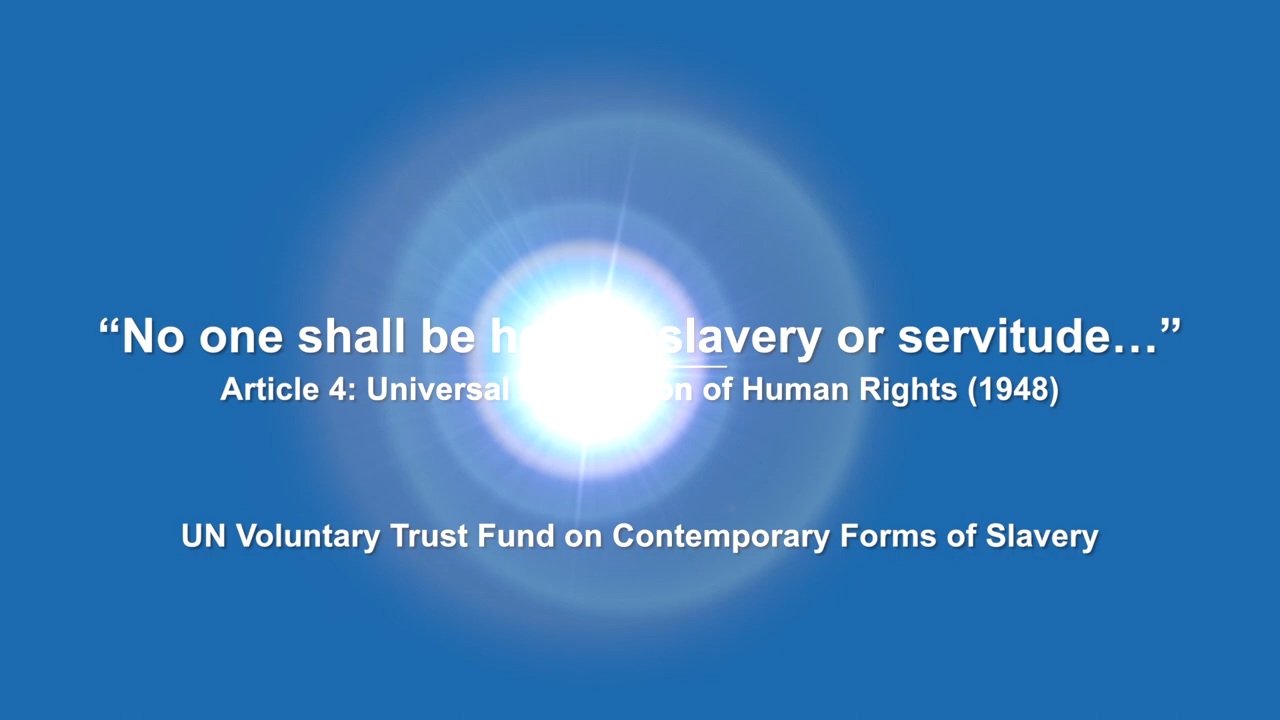 “No one shall be slavery or servitude…”
Article 4: Universal of Human Rights (1948)
UN Voluntary Trust Fund on Contemporary Forms of Slavery